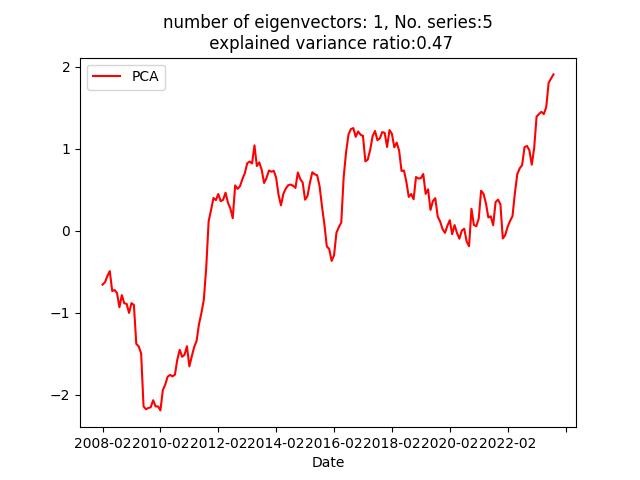 number of eigenvectors: 1, No. series:5
explained variance ratio:0.47
PCA
2
1
0
−1
−2
2008-022010-022012-022014-022016-022018-022020-022022-02
Date